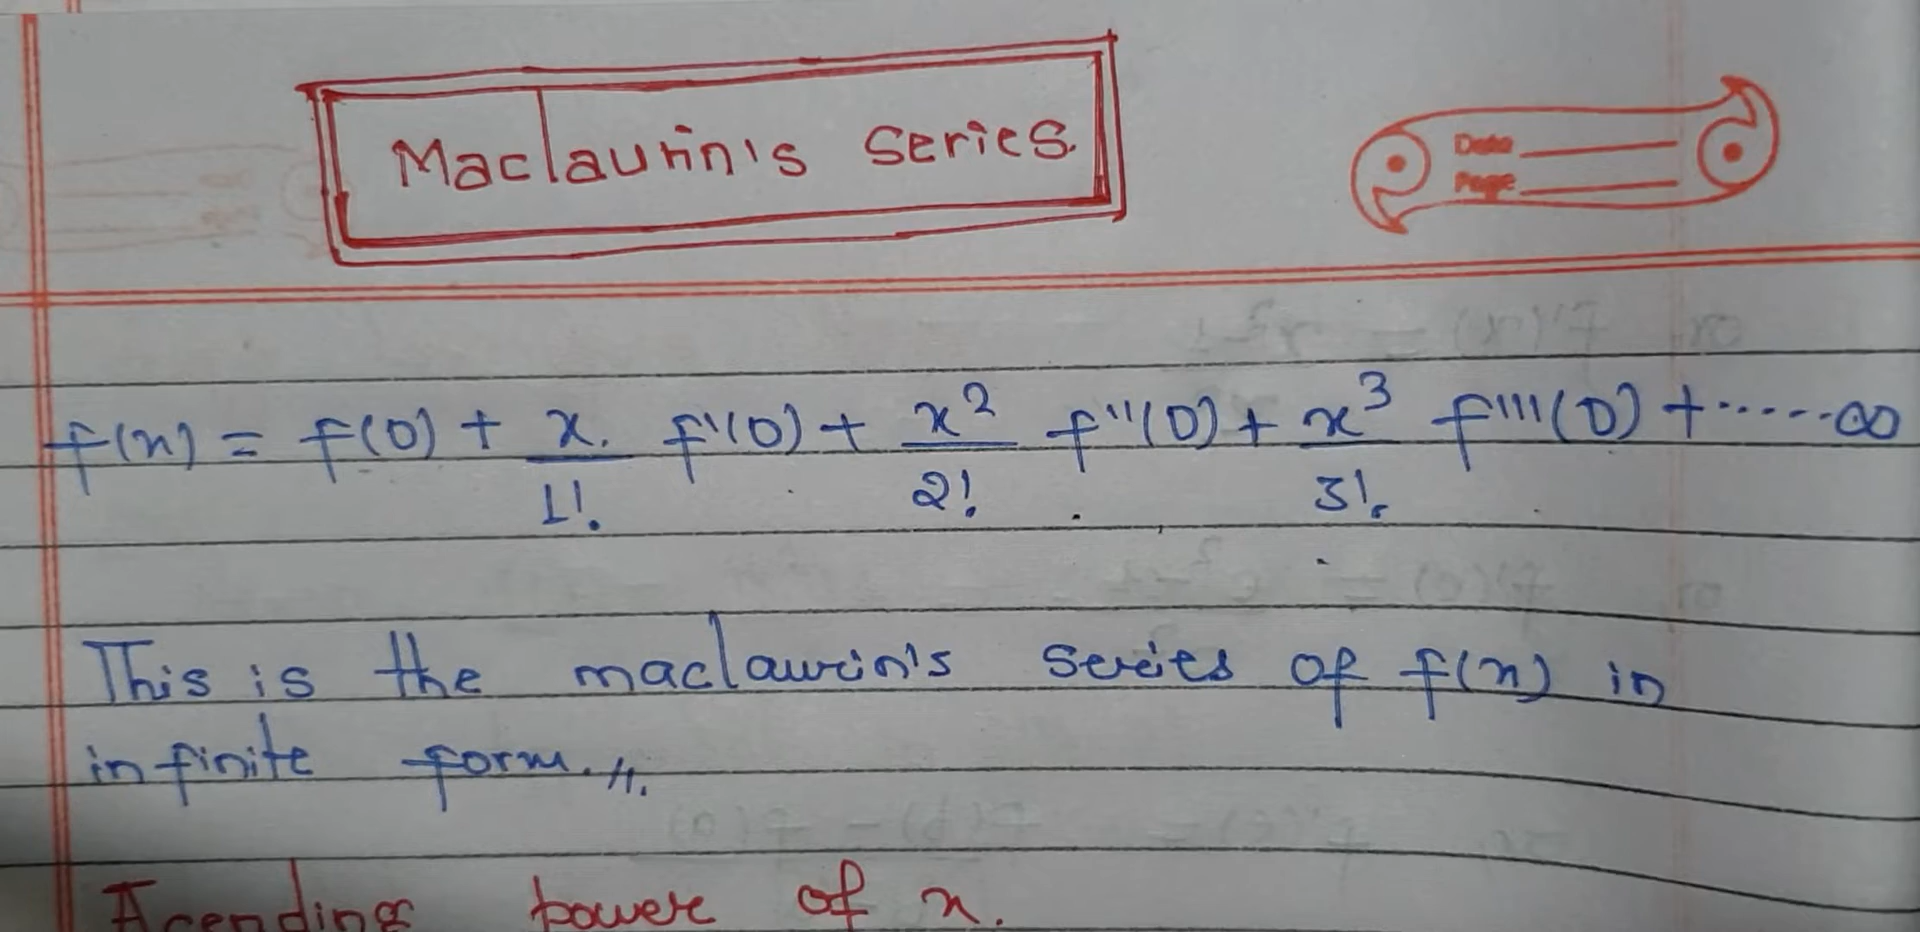 Maclaurin's series.
Date
Page
f(x) = f(0) + x/1! f'(0) + x²/2! f''(0) + x³/3! f'''(0) + ...... ∞
This is the maclaurin's series of f(x) in
infinite form.
Acending power of x.